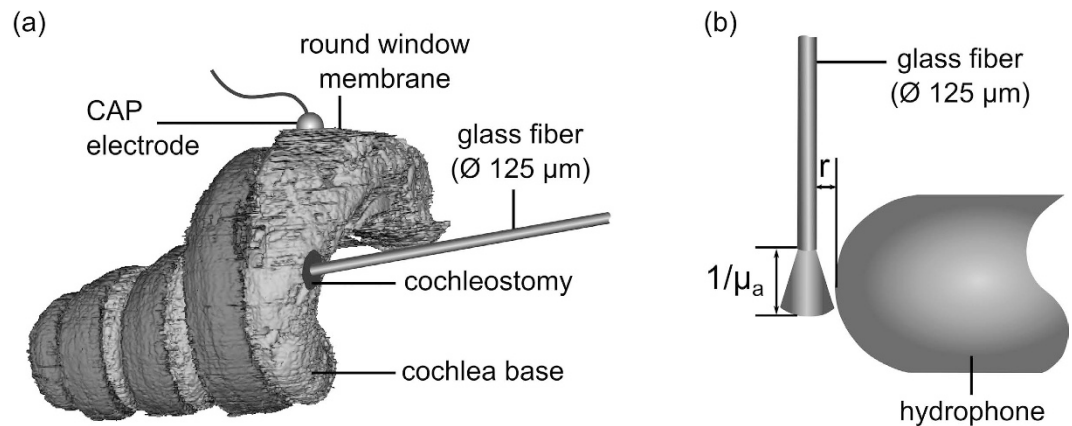 (a)
round window
membrane
CAP
electrode
glass fiber
(Ø 125 µm)
cochleostomy
cochlea base
(b)
glass fiber
(Ø 125 µm)
r
1/µₐ
hydrophone